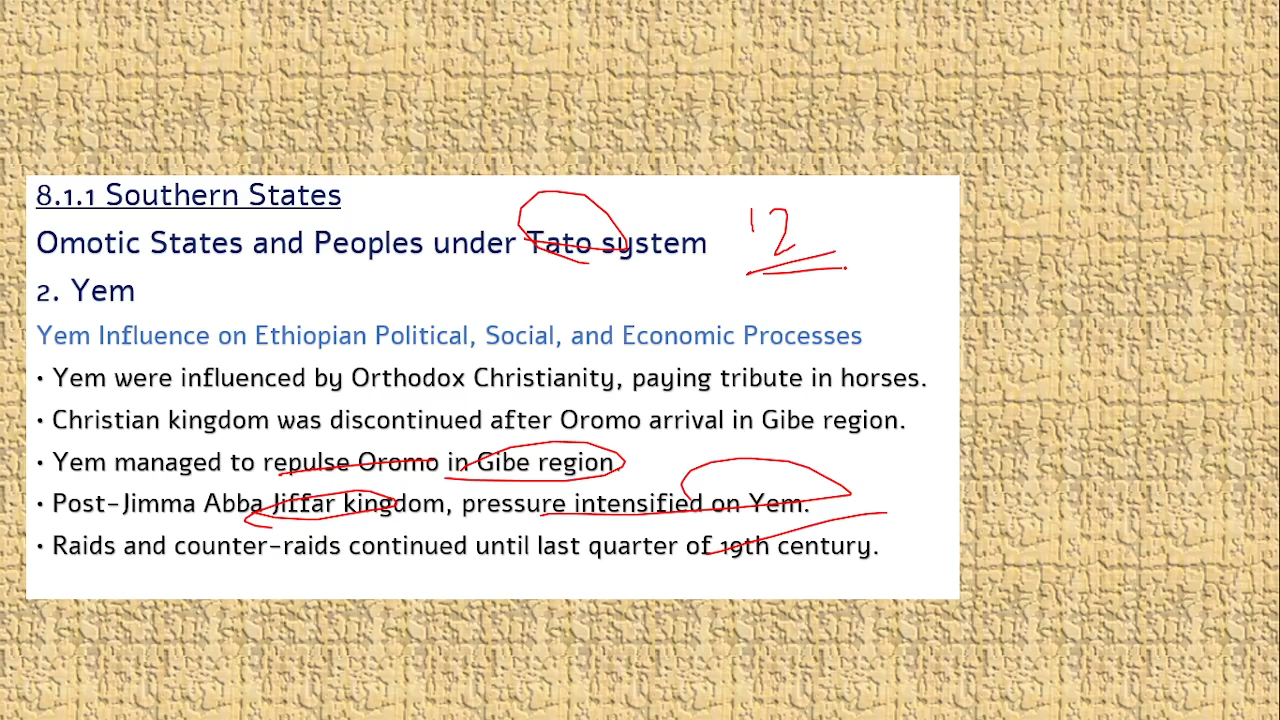 8.1.1 Southern States
Omotic States and Peoples under Tato system
12
2. Yem
Yem Influence on Ethiopian Political, Social, and Economic Processes
• Yem were influenced by Orthodox Christianity, paying tribute in horses.
• Christian kingdom was discontinued after Oromo arrival in Gibe region.
• Yem managed to repulse Oromo in Gibe region.
• Post-Jimma Abba Jiffar kingdom, pressure intensified on Yem.
• Raids and counter-raids continued until last quarter of 19th century.